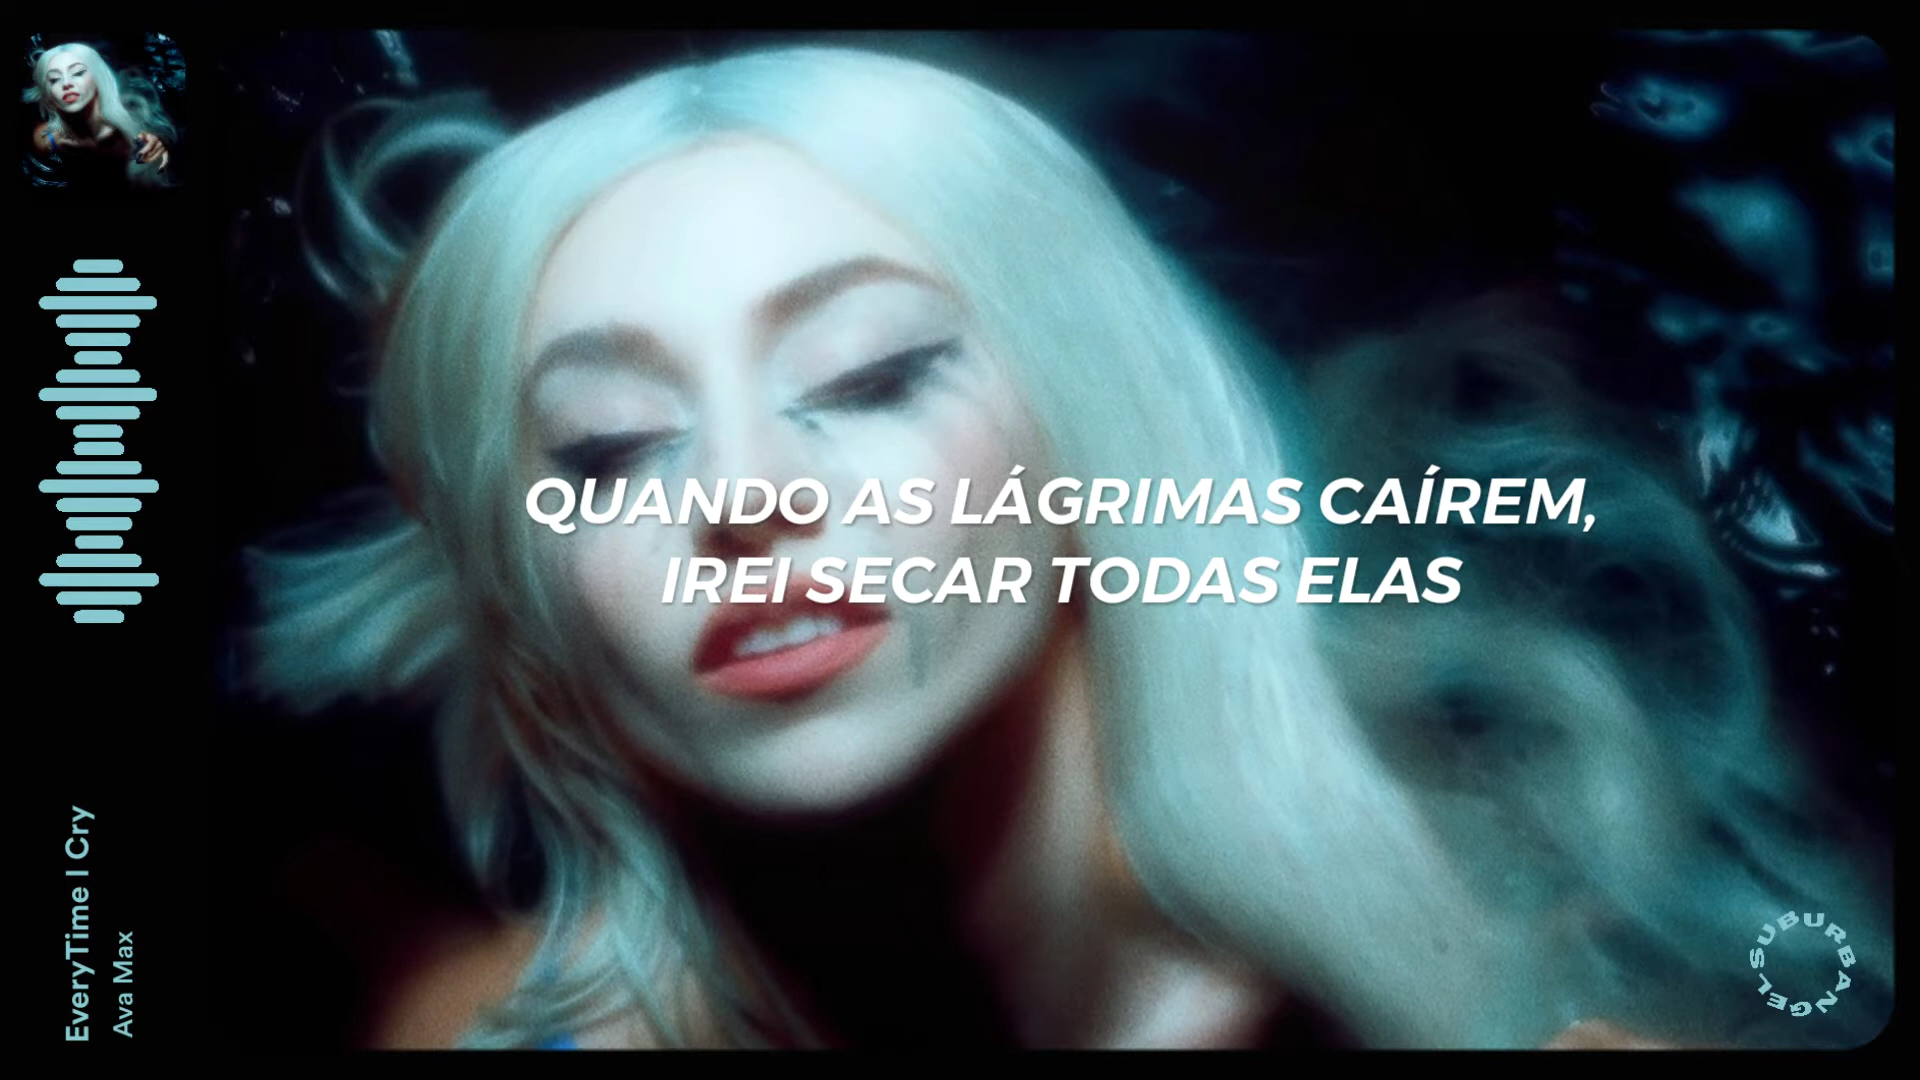 QUANDO AS LÁGRIMAS CAÍREM,
IREI SECAR TODAS ELAS
EveryTime I Cry
Ava Max
SUBURBANGEL